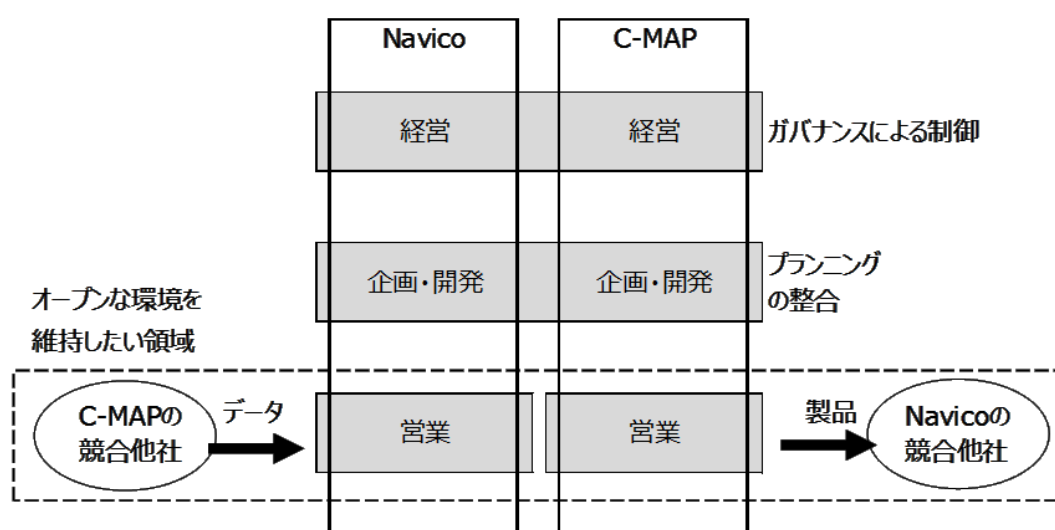 Navico
C-MAP
経営
経営
ガバナンスによる制御
企画・開発
企画・開発
プランニング
の整合
オープンな環境を
維持したい領域
C-MAPの
競合他社
データ
営業
営業
製品
Navicoの
競合他社